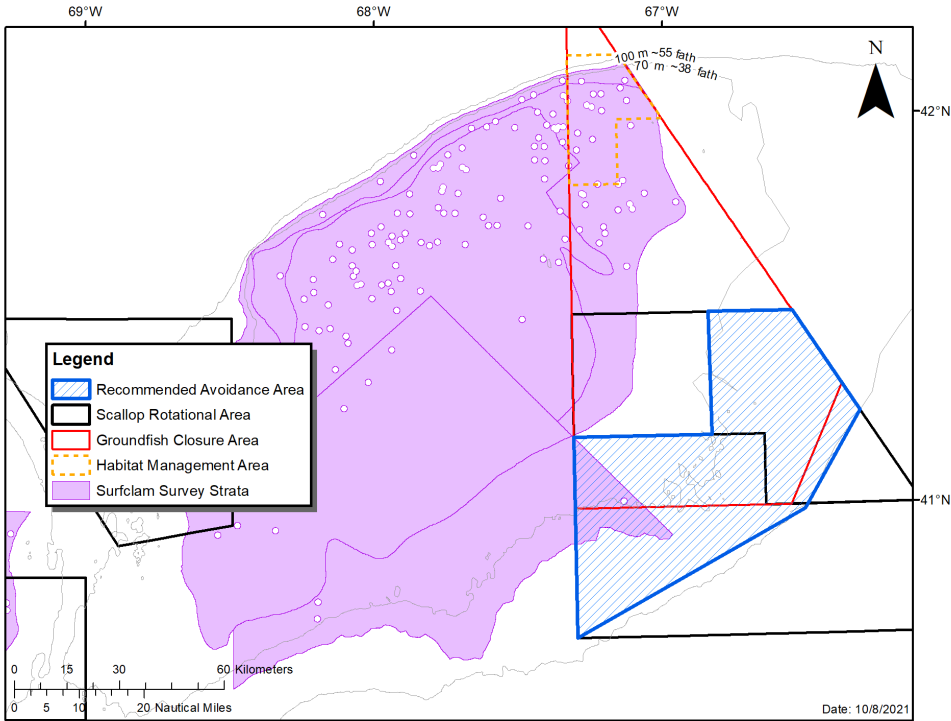 69°W 68°W 67°W
N
100 m ~55 fath
70 m ~38 fath
42°N
Legend
Recommended Avoidance Area
Scallop Rotational Area
Groundfish Closure Area
Habitat Management Area
Surfclam Survey Strata
41°N
0 15 30 60 Kilometers
0 5 10 20 Nautical Miles
Date: 10/8/2021